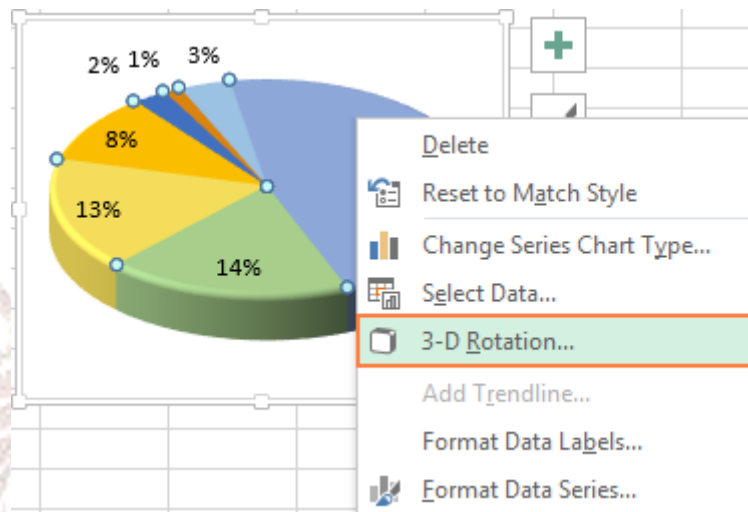 2% 1% 3%
8%
13%
14%
Delete
Reset to Match Style
Change Series Chart Type...
Select Data...
3-D Rotation...
Add Trendline...
Format Data Labels...
Format Data Series...